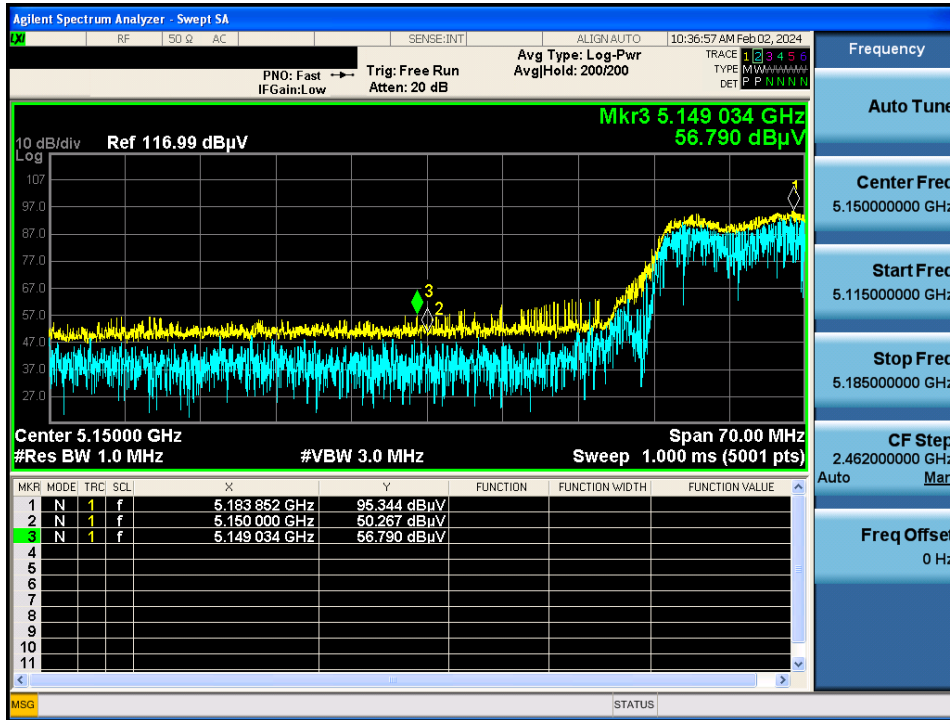 Agilent Spectrum Analyzer - Swept SA
LXI RF 50 Ω AC SENSE:INT ALIGN AUTO 10:36:57 AM Feb 02, 2024
PNO: Fast Trig: Free Run Avg Type: Log-Pwr TRACE 1 2 3 4 5 6
IFGain:Low Atten: 20 dB Avg|Hold: 200/200 TYPE M W
DET P P N N N N
Mkr3 5.149 034 GHz
56.790 dBµV
10 dB/div Ref 116.99 dBµV
Log
107
97.0
87.0
77.0
67.0
57.0
47.0
37.0
27.0
1
3
2
Center 5.15000 GHz Span 70.00 MHz
#Res BW 1.0 MHz #VBW 3.0 MHz Sweep 1.000 ms (5001 pts)
MKR MODE TRC SCL X Y FUNCTION FUNCTION WIDTH FUNCTION VALUE
1 N 1 f 5.183 852 GHz 95.344 dBµV
2 N 1 f 5.150 000 GHz 50.267 dBµV
3 N 1 f 5.149 034 GHz 56.790 dBµV
4
5
6
7
8
9
10
11
MSG STATUS
Frequency
Auto Tune
Center Freq
5.150000000 GHz
Start Freq
5.115000000 GHz
Stop Freq
5.185000000 GHz
CF Step
2.462000000 GHz
Auto Man
Freq Offset
0 Hz